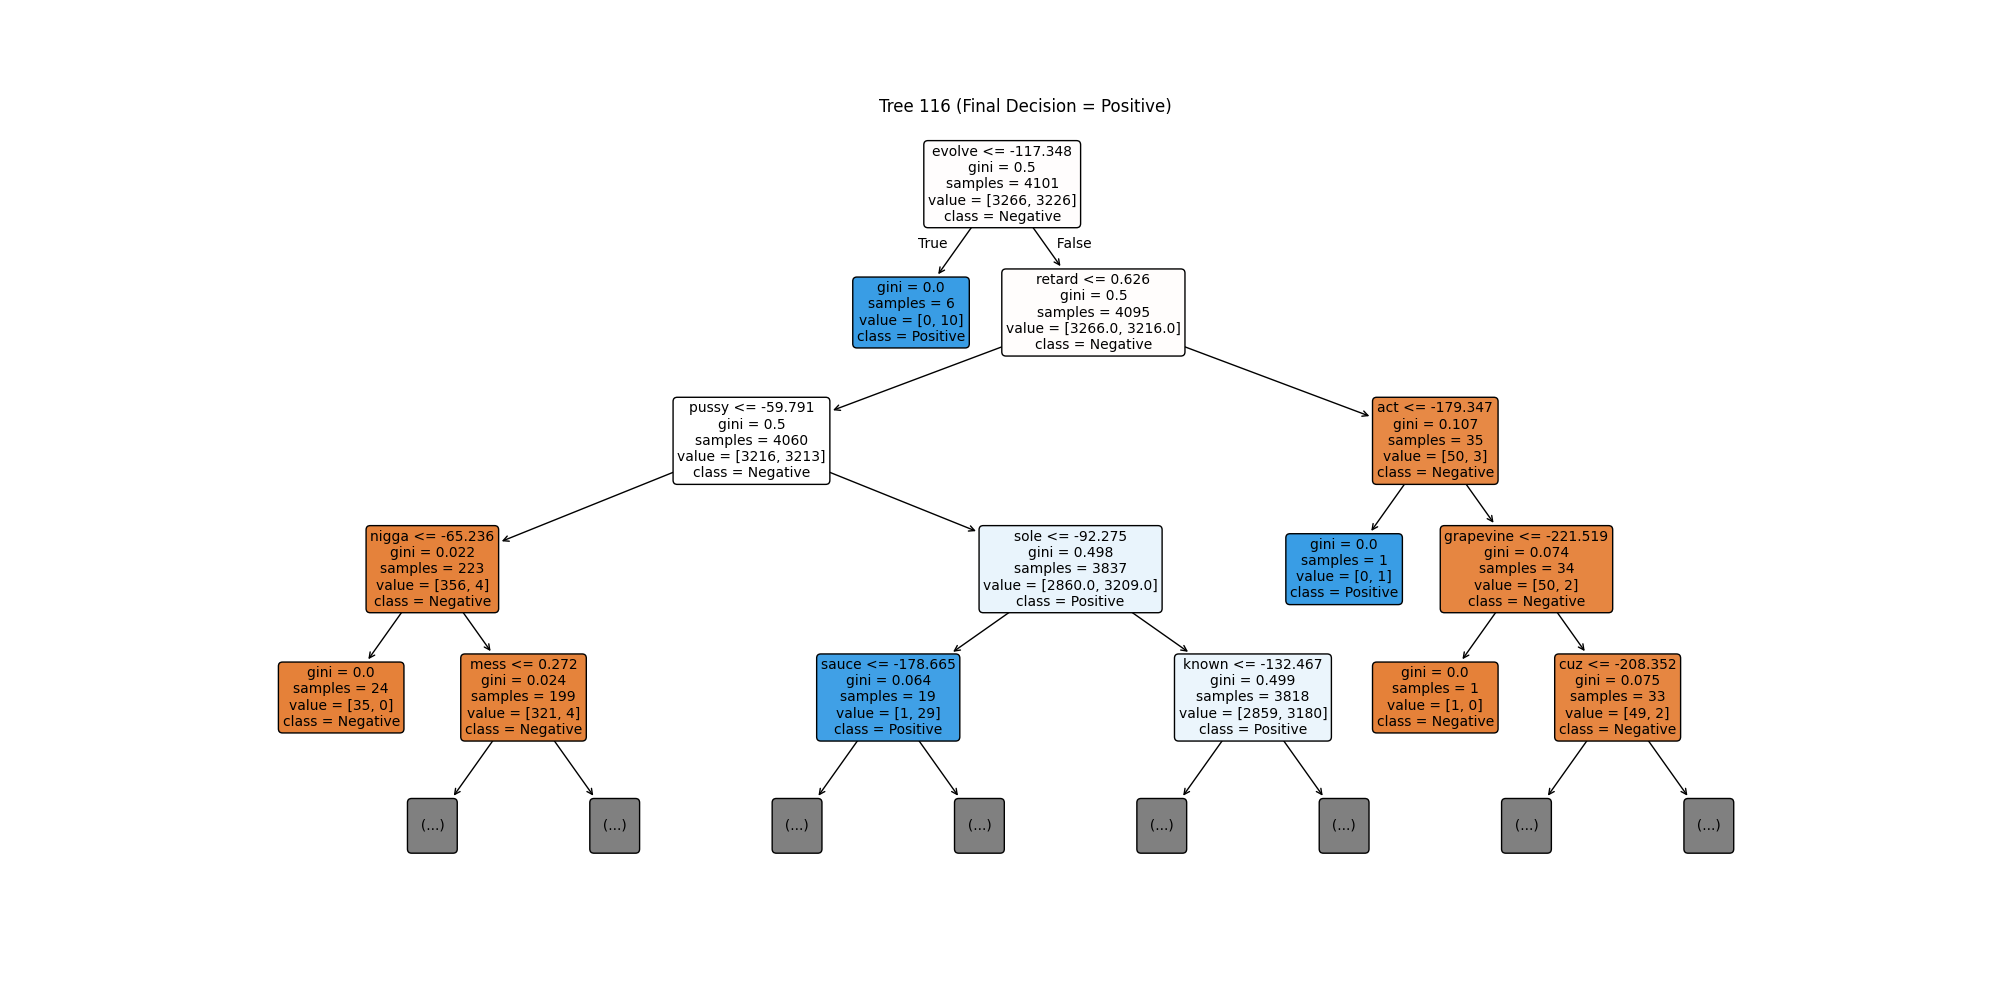 Tree 116 (Final Decision = Positive)
evolve <= -117.348
gini = 0.5
samples = 4101
value = [3266, 3226]
class = Negative
True
False
gini = 0.0
samples = 6
value = [0, 10]
class = Positive
retard <= 0.626
gini = 0.5
samples = 4095
value = [3266.0, 3216.0]
class = Negative
pussy <= -59.791
gini = 0.5
samples = 4060
value = [3216, 3213]
class = Negative
act <= -179.347
gini = 0.107
samples = 35
value = [50, 3]
class = Negative
nigga <= -65.236
gini = 0.022
samples = 223
value = [356, 4]
class = Negative
sole <= -92.275
gini = 0.498
samples = 3837
value = [2860.0, 3209.0]
class = Positive
gini = 0.0
samples = 1
value = [0, 1]
class = Positive
grapevine <= -221.519
gini = 0.074
samples = 34
value = [50, 2]
class = Negative
gini = 0.0
samples = 24
value = [35, 0]
class = Negative
mess <= 0.272
gini = 0.024
samples = 199
value = [321, 4]
class = Negative
sauce <= -178.665
gini = 0.064
samples = 19
value = [1, 29]
class = Positive
known <= -132.467
gini = 0.499
samples = 3818
value = [2859, 3180]
class = Positive
gini = 0.0
samples = 1
value = [1, 0]
class = Negative
cuz <= -208.352
gini = 0.075
samples = 33
value = [49, 2]
class = Negative
(...)
(...)
(...)
(...)
(...)
(...)
(...)
(...)